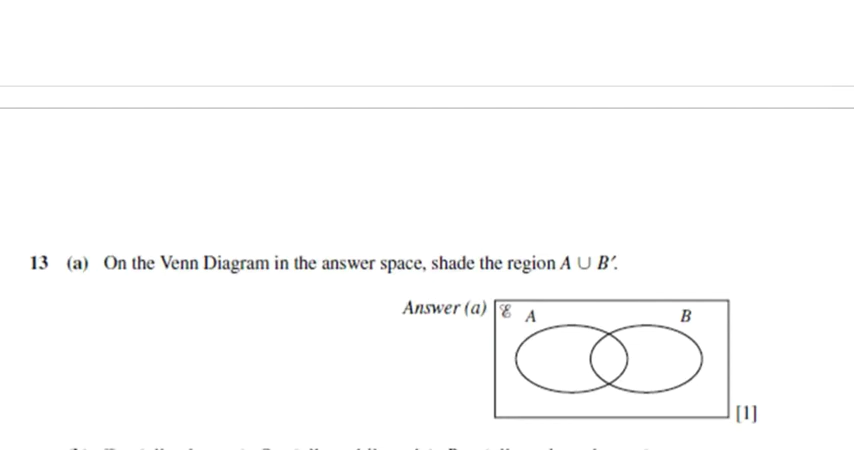 13 (a) On the Venn Diagram in the answer space, shade the region A ∪ B′.
Answer (a) ℰ A B
[1]